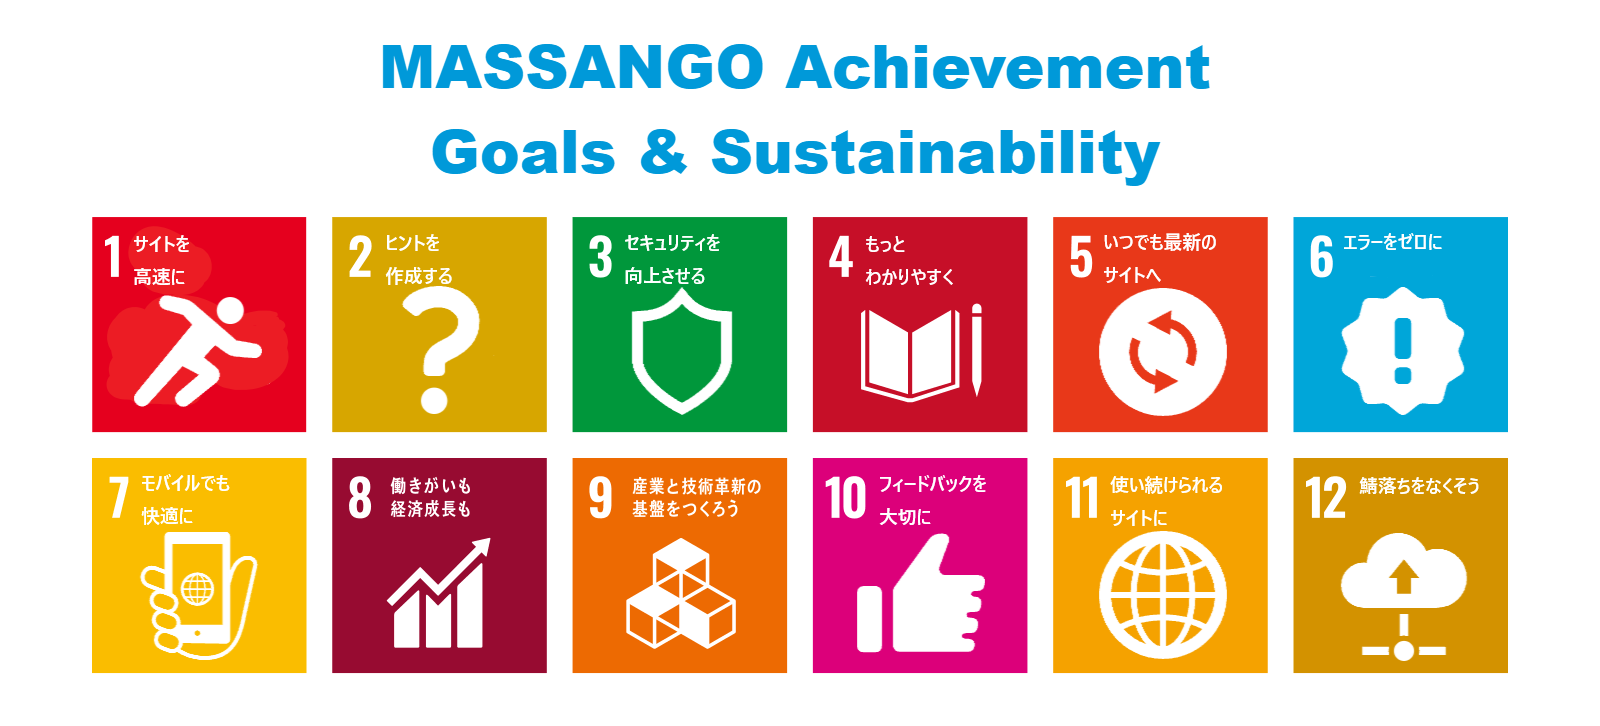 MASSANGO Achievement
Goals & Sustainability
1 サイトを
高速に
2 ヒントを
作成する
3 セキュリティを
向上させる
4 もっと
わかりやすく
5 いつでも最新の
サイトへ
6 エラーをゼロに
7 モバイルでも
快適に
8 働きがいも
経済成長も
9 産業と技術革新の
基盤をつくろう
10 フィードバックを
大切に
11 使い続けられる
サイトに
12 鯖落ちをなくそう